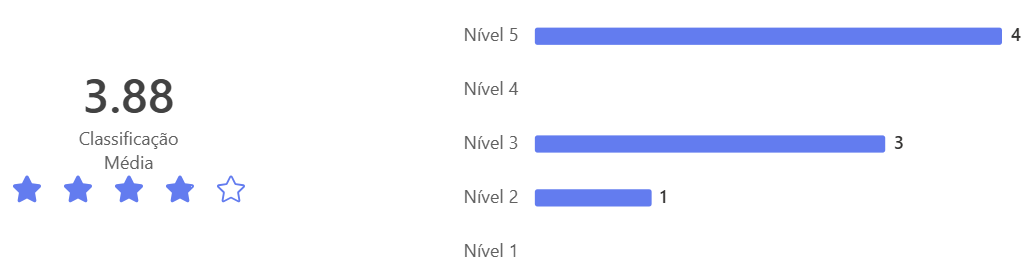 3.88
Classificação
Média
Nível 5 4
Nível 4
Nível 3 3
Nível 2 1
Nível 1